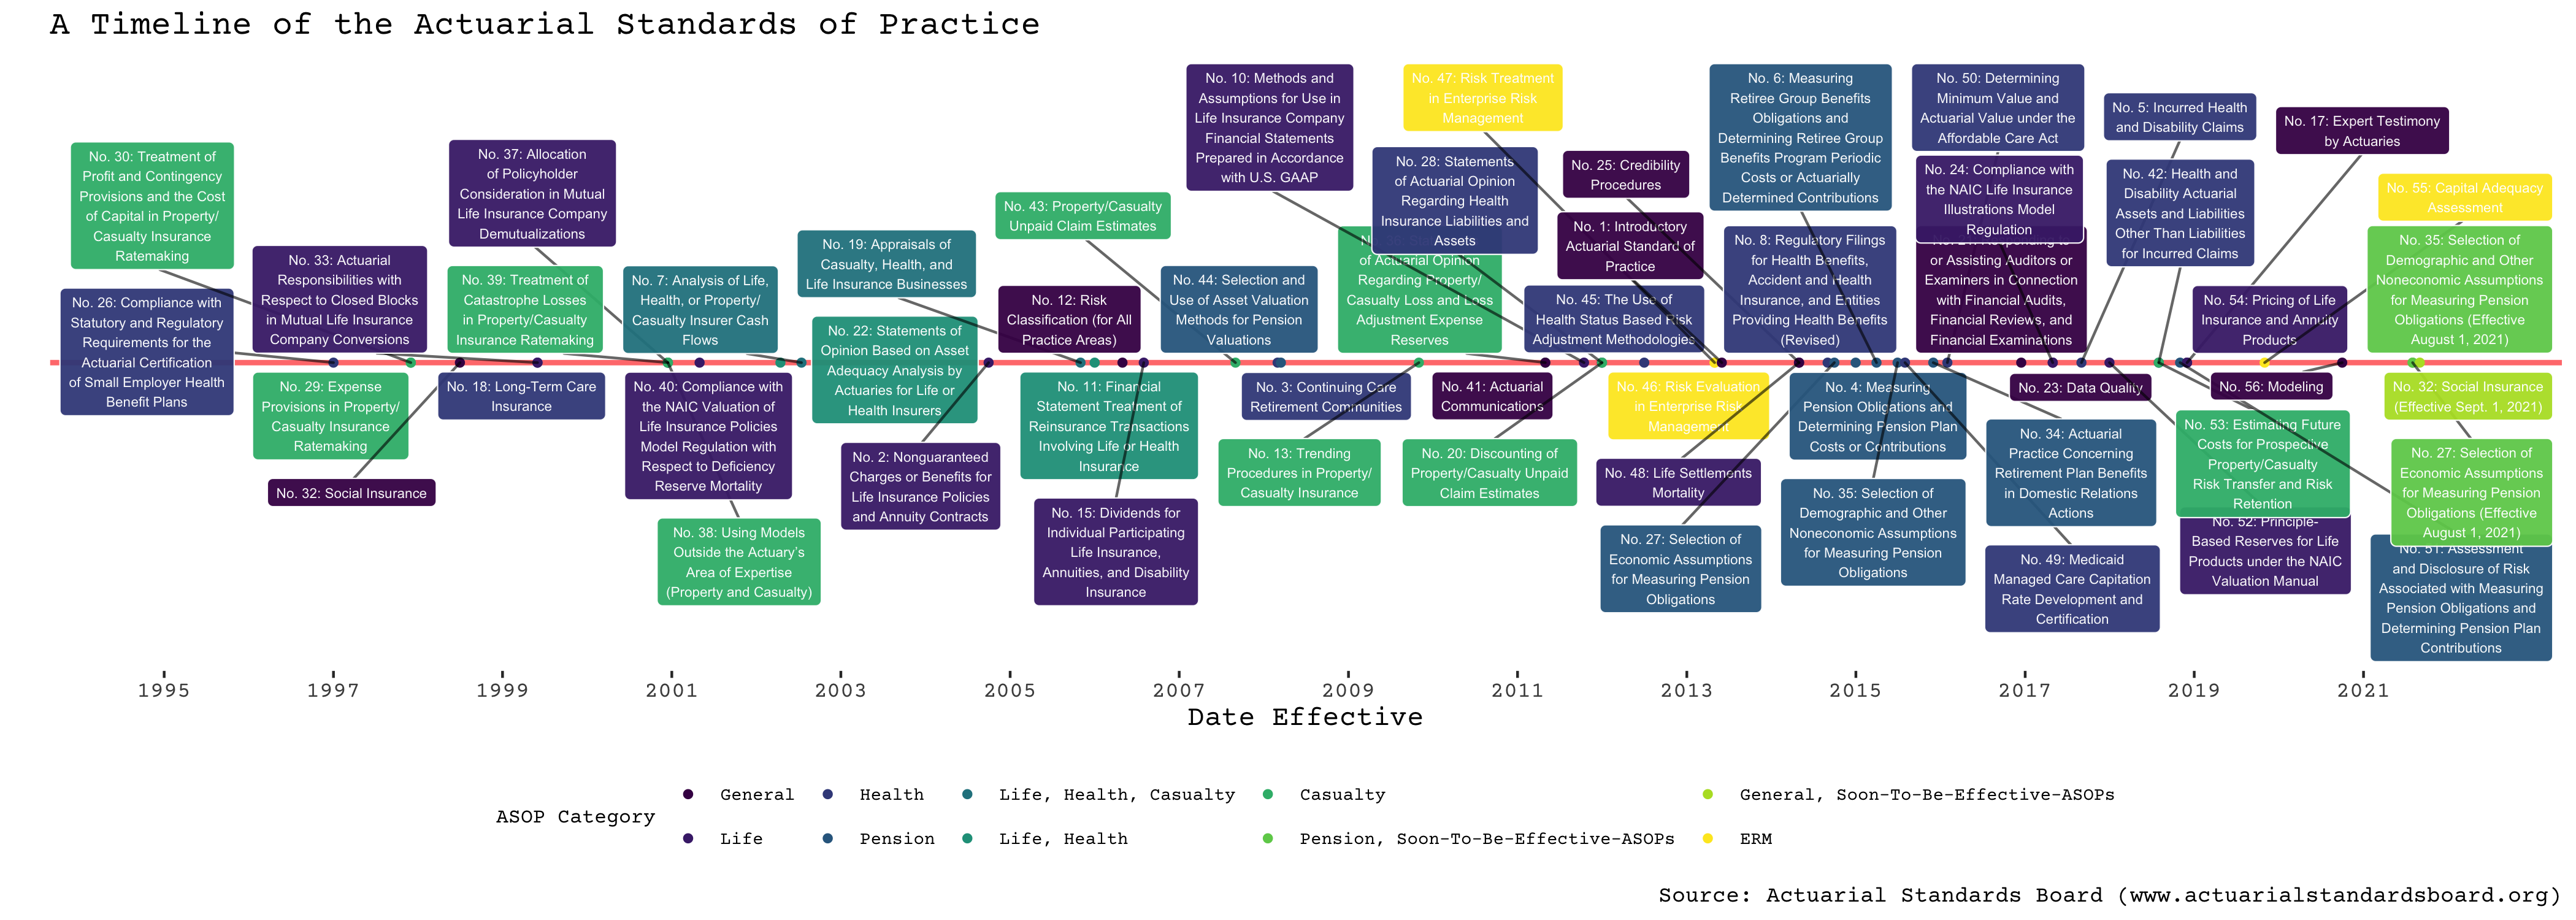 A Timeline of the Actuarial Standards of Practice
No. 30: Treatment of
Profit and Contingency
Provisions and the Cost
of Capital in Property/
Casualty Insurance
Ratemaking
No. 26: Compliance with
Statutory and Regulatory
Requirements for the
Actuarial Certification
of Small Employer Health
Benefit Plans
No. 33: Actuarial
Responsibilities with
Respect to Closed Blocks
in Mutual Life Insurance
Company Conversions
No. 29: Expense
Provisions in Property/
Casualty Insurance
Ratemaking
No. 32: Social Insurance
No. 37: Allocation
of Policyholder
Consideration in Mutual
Life Insurance Company
Demutualizations
No. 39: Treatment of
Catastrophe Losses
in Property/Casualty
Insurance Ratemaking
No. 18: Long-Term Care
Insurance
No. 7: Analysis of Life,
Health, or Property/
Casualty Insurer Cash
Flows
No. 40: Compliance with
the NAIC Valuation of
Life Insurance Policies
Model Regulation with
Respect to Deficiency
Reserve Mortality
No. 38: Using Models
Outside the Actuary's
Area of Expertise
(Property and Casualty)
No. 19: Appraisals of
Casualty, Health, and
Life Insurance Businesses
No. 22: Statements of
Opinion Based on Asset
Adequacy Analysis by
Actuaries for Life or
Health Insurers
No. 2: Nonguaranteed
Charges or Benefits for
Life Insurance Policies
and Annuity Contracts
No. 43: Property/Casualty
Unpaid Claim Estimates
No. 12: Risk
Classification (for All
Practice Areas)
No. 11: Financial
Statement Treatment of
Reinsurance Transactions
Involving Life or Health
Insurance
No. 15: Dividends for
Individual Participating
Life Insurance,
Annuities, and Disability
Insurance
No. 10: Methods and
Assumptions for Use in
Life Insurance Company
Financial Statements
Prepared in Accordance
with U.S. GAAP
No. 44: Selection and
Use of Asset Valuation
Methods for Pension
Valuations
No. 3: Continuing Care
Retirement Communities
No. 13: Trending
Procedures in Property/
Casualty Insurance
No. 47: Risk Treatment
in Enterprise Risk
Management
No. 28: Statements
of Actuarial Opinion
Regarding Health
Insurance Liabilities and
Assets
of Actuarial Opinion
Regarding Property/
Casualty Loss and Loss
Adjustment Expense
Reserves
No. 41: Actuarial
Communications
No. 20: Discounting of
Property/Casualty Unpaid
Claim Estimates
No. 25: Credibility
Procedures
No. 1: Introductory
Actuarial Standard of
Practice
No. 45: The Use of
Health Status Based Risk
Adjustment Methodologies
No. 46: Risk Evaluation
in Enterprise Risk
Management
No. 48: Life Settlements
Mortality
No. 27: Selection of
Economic Assumptions
for Measuring Pension
Obligations
No. 6: Measuring
Retiree Group Benefits
Obligations and
Determining Retiree Group
Benefits Program Periodic
Costs or Actuarially
Determined Contributions
No. 8: Regulatory Filings
for Health Benefits,
Accident and Health
Insurance, and Entities
Providing Health Benefits
(Revised)
No. 4: Measuring
Pension Obligations and
Determining Pension Plan
Costs or Contributions
No. 35: Selection of
Demographic and Other
Noneconomic Assumptions
for Measuring Pension
Obligations
No. 50: Determining
Minimum Value and
Actuarial Value under the
Affordable Care Act
No. 24: Compliance with
the NAIC Life Insurance
Illustrations Model
Regulation
or Assisting Auditors or
Examiners in Connection
with Financial Audits,
Financial Reviews, and
Financial Examinations
No. 23: Data Quality
No. 34: Actuarial
Practice Concerning
Retirement Plan Benefits
in Domestic Relations
Actions
No. 49: Medicaid
Managed Care Capitation
Rate Development and
Certification
No. 5: Incurred Health
and Disability Claims
No. 42: Health and
Disability Actuarial
Assets and Liabilities
Other Than Liabilities
for Incurred Claims
No. 17: Expert Testimony
by Actuaries
No. 54: Pricing of Life
Insurance and Annuity
Products
No. 56: Modeling
No. 53: Estimating Future
Costs for Prospective
Property/Casualty
Risk Transfer and Risk
Retention
No. 52: Principle-
Based Reserves for Life
Products under the NAIC
Valuation Manual
No. 55: Capital Adequacy
Assessment
No. 35: Selection of
Demographic and Other
Noneconomic Assumptions
for Measuring Pension
Obligations (Effective
August 1, 2021)
No. 32: Social Insurance
(Effective Sept. 1, 2021)
No. 27: Selection of
Economic Assumptions
for Measuring Pension
Obligations (Effective
August 1, 2021)
No. 51: Assessment
and Disclosure of Risk
Associated with Measuring
Pension Obligations and
Determining Pension Plan
Contributions
1995 1997 1999 2001 2003 2005 2007 2009 2011 2013 2015 2017 2019 2021
Date Effective
ASOP Category
General Health Life, Health, Casualty Casualty General, Soon-To-Be-Effective-ASOPs
Life Pension Life, Health Pension, Soon-To-Be-Effective-ASOPs ERM
Source: Actuarial Standards Board (www.actuarialstandardsboard.org)